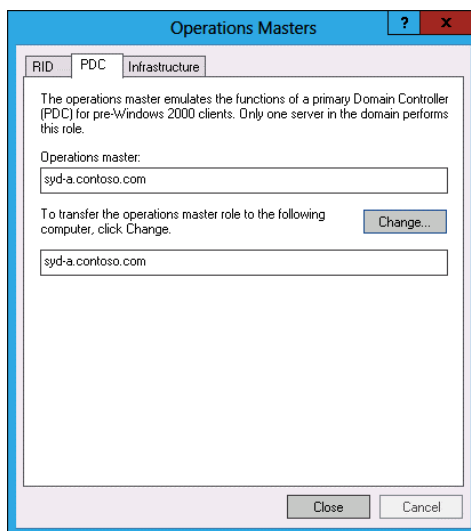 Operations Masters
? x
RID PDC Infrastructure
The operations master emulates the functions of a primary Domain Controller
(PDC) for pre-Windows 2000 clients. Only one server in the domain performs
this role.
Operations master:
syd-a.contoso.com
To transfer the operations master role to the following
computer, click Change.
Change...
syd-a.contoso.com
Close Cancel